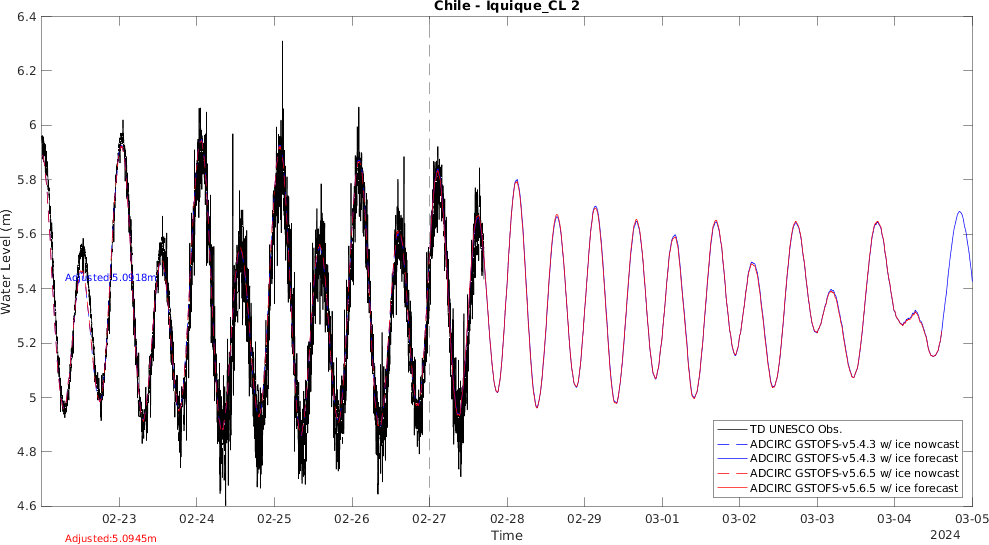 Chile - Iquique_CL 2
Water Level (m)
6.4
6.2
6
5.8
5.6
5.4
5.2
5
4.8
4.6
Adjusted:5.0918m
TD UNESCO Obs.
ADCIRC GSTOFS-v5.4.3 w/ ice nowcast
ADCIRC GSTOFS-v5.4.3 w/ ice forecast
ADCIRC GSTOFS-v5.6.5 w/ ice nowcast
ADCIRC GSTOFS-v5.6.5 w/ ice forecast
02-23 02-24 02-25 02-26 02-27 02-28 02-29 03-01 03-02 03-03 03-04 03-05
Time
2024
Adjusted:5.0945m